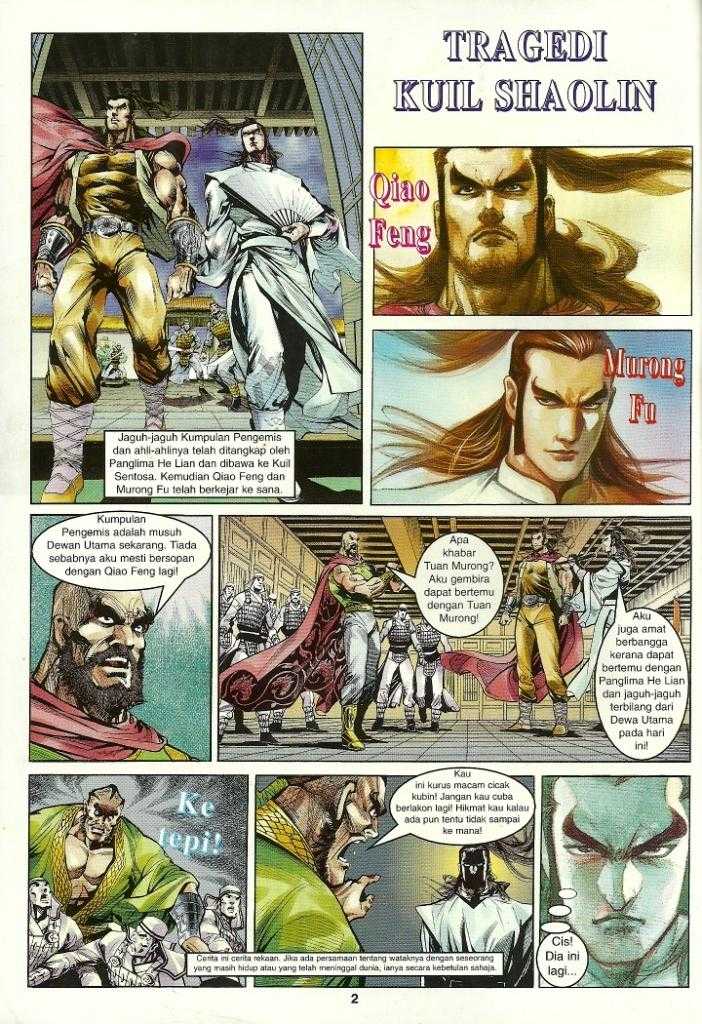 TRAGEDI
KUIL SHAOLIN
Qiao
Feng
Murong
Fu
Jaguh-jaguh Kumpulan Pengemis
dan ahli-ahlinya telah ditangkap oleh
Panglima He Lian dan dibawa ke Kuil
Sentosa. Kemudian Qiao Feng dan
Murong Fu telah berkejar ke sana.
Kumpulan
Pengemis adalah musuh
Dewan Utama sekarang. Tiada
sebabnya aku mesti bersopan
dengan Qiao Feng lagi!
Apa
khabar
Tuan Murong?
Aku gembira
dapat bertemu
dengan Tuan
Murong!
Aku
juga amat
berbangga
kerana dapat
bertemu dengan
Panglima He Lian
dan jaguh-jaguh
terbilang dari
Dewa Utama
pada hari
ini!
Ke
tepi!
Kau
ini kurus macam cicak
kubin! Jangan kau cuba
berlakon lagi! Hikmat kau kalau
ada pun tentu tidak sampai
ke mana!
Cis!
Dia ini
lagi...
Cerita ini cerita rekaan. Jika ada persamaan tentang wataknya dengan seseorang
yang masih hidup atau yang telah meninggal dunia, ianya secara kebetulan sahaja.
2